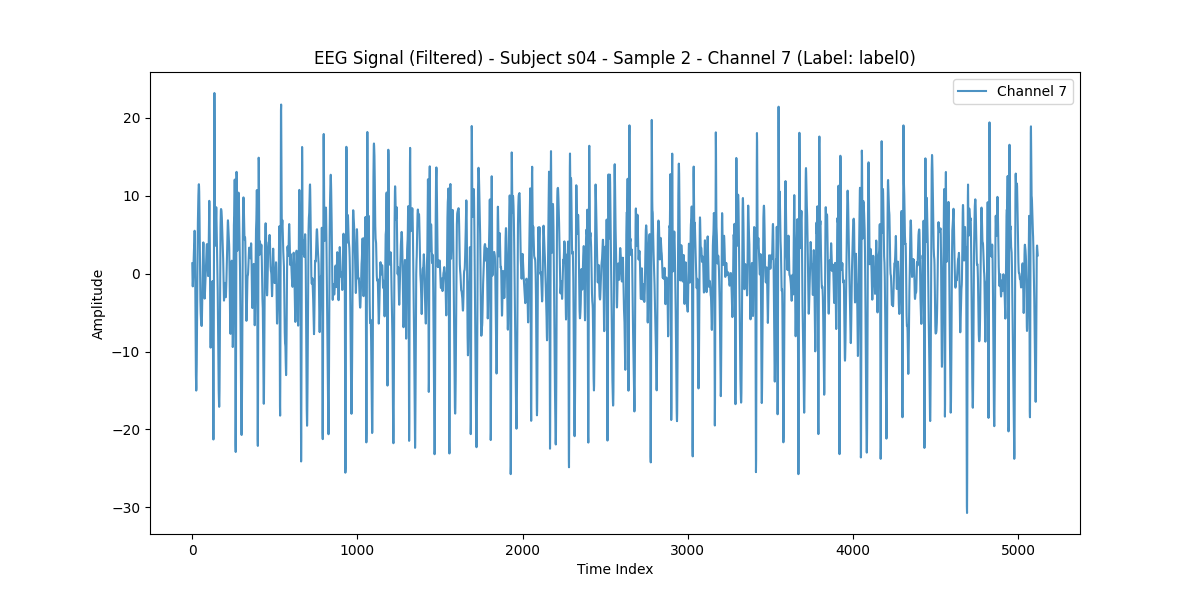 EEG Signal (Filtered) - Subject s04 - Sample 2 - Channel 7 (Label: label0)
Channel 7
20
10
0
−10
−20
−30
Amplitude
0 1000 2000 3000 4000 5000
Time Index